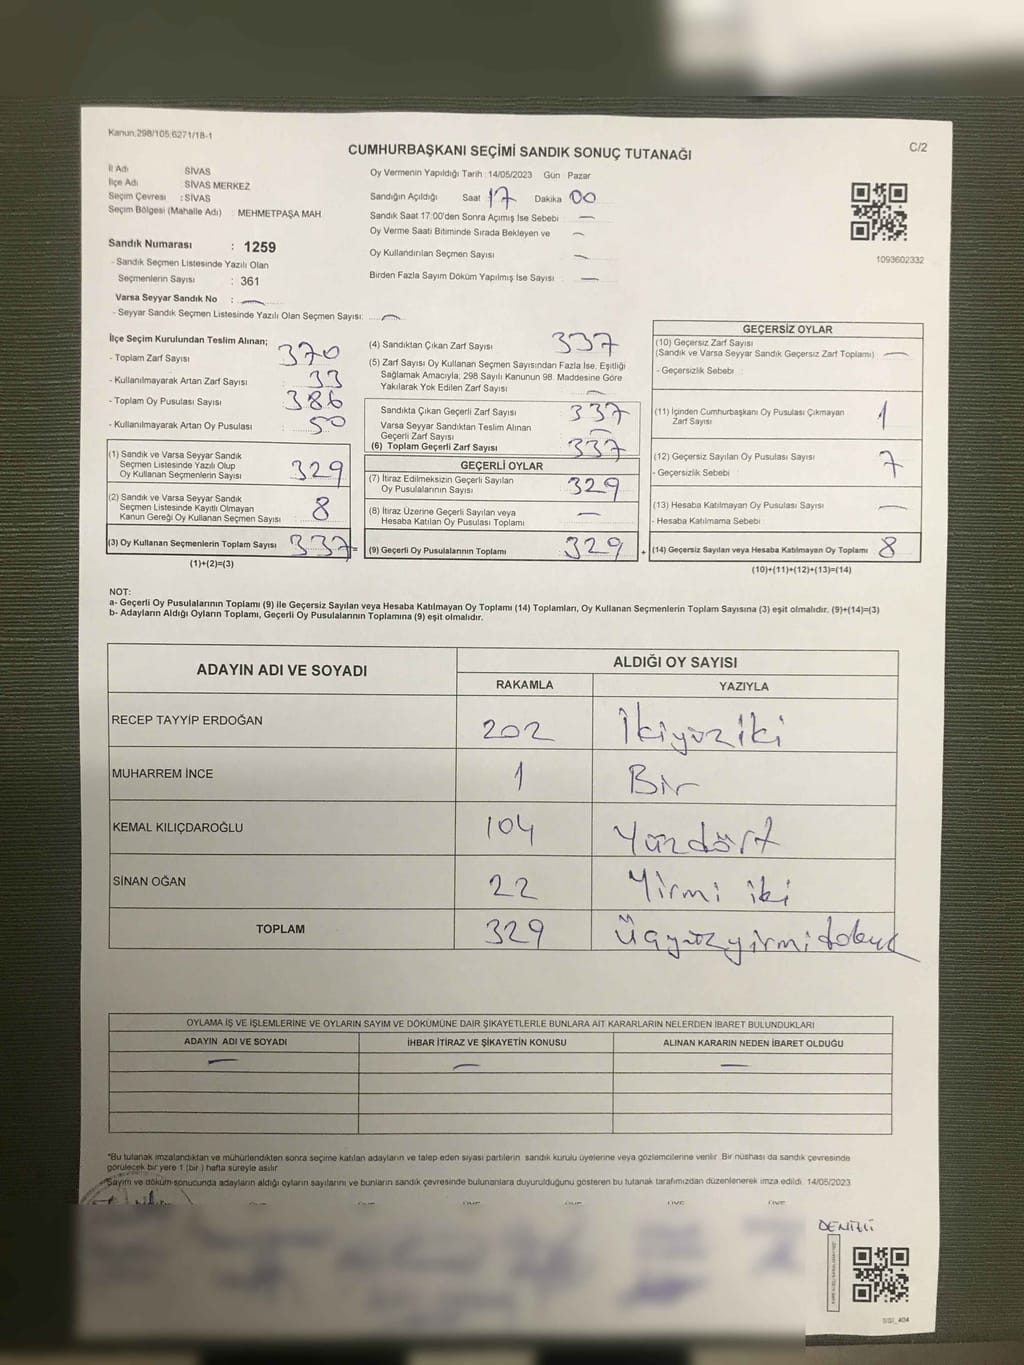 Kanun;298/105;6271/18-1
C/2
CUMHURBAŞKANI SEÇİMİ SANDIK SONUÇ TUTANAĞI
İl Adı : SİVAS
İlçe Adı : SİVAS MERKEZ
Seçim Çevresi : SİVAS
Seçim Bölgesi (Mahalle Adı) : MEHMETPAŞA MAH.
Sandık Numarası : 1259
- Sandık Seçmen Listesinde Yazılı Olan
Seçmenlerin Sayısı : 361
Varsa Seyyar Sandık No : —
- Seyyar Sandık Seçmen Listesinde Yazılı Olan Seçmen Sayısı: —
Oy Vermenin Yapıldığı Tarih :14/05/2023 Gün Pazar
Sandığın Açıldığı Saat 17 Dakika 00
Sandık Saat 17:00'den Sonra Açımış İse Sebebi : —
Oy Verme Saati Bitiminde Sırada Bekleyen ve —
Oy Kullandırılan Seçmen Sayısı —
Birden Fazla Sayım Döküm Yapılmış İse Sayısı : —
1093602332
İlçe Seçim Kurulundan Teslim Alınan;
- Toplam Zarf Sayısı 370
- Kullanılmayarak Artan Zarf Sayısı 33
- Toplam Oy Pusulası Sayısı 386
- Kullanılmayarak Artan Oy Pusulası 50
(1) Sandık ve Varsa Seyyar Sandık
Seçmen Listesinde Yazılı Olup
Oy Kullanan Seçmenlerin Sayısı 329
(2) Sandık ve Varsa Seyyar Sandık
Seçmen Listesinde Kayıtlı Olmayan
Kanun Gereği Oy Kullanan Seçmen Sayısı 8
(3) Oy Kullanan Seçmenlerin Toplam Sayısı 337 =
(1)+(2)=(3)
(4) Sandıktan Çıkan Zarf Sayısı 337
(5) Zarf Sayısı Oy Kullanan Seçmen Sayısından Fazla İse, Eşitliği
Sağlamak Amacıyla, 298 Sayılı Kanunun 98. Maddesine Göre
Yakılarak Yok Edilen Zarf Sayısı —
Sandıkta Çıkan Geçerli Zarf Sayısı 337
Varsa Seyyar Sandıktan Teslim Alınan
Geçerli Zarf Sayısı —
(6) Toplam Geçerli Zarf Sayısı 337
GEÇERLİ OYLAR
(7) İtiraz Edilmeksizin Geçerli Sayılan
Oy Pusulalarının Sayısı 329
(8) İtiraz Üzerine Geçerli Sayılan veya
Hesaba Katılan Oy Pusulası Toplamı —
(9) Geçerli Oy Pusulalarının Toplamı 329 +
GEÇERSİZ OYLAR
(10) Geçersiz Zarf Sayısı
(Sandık ve Varsa Seyyar Sandık Geçersiz Zarf Toplamı) —
- Geçersizlik Sebebi :
(11) İçinden Cumhurbaşkanı Oy Pusulası Çıkmayan
Zarf Sayısı 1
(12) Geçersiz Sayılan Oy Pusulası Sayısı 7
- Geçersizlik Sebebi :
(13) Hesaba Katılmayan Oy Pusulası Sayısı —
- Hesaba Katılmama Sebebi
(14) Geçersiz Sayılan veya Hesaba Katılmayan Oy Toplamı 8
(10)+(11)+(12)+(13)=(14)
NOT:
a- Geçerli Oy Pusulalarının Toplamı (9) ile Geçersiz Sayılan veya Hesaba Katılmayan Oy Toplamı (14) Toplamları, Oy Kullanan Seçmenlerin Toplam Sayısına (3) eşit olmalıdır. (9)+(14)=(3)
b- Adayların Aldığı Oyların Toplamı, Geçerli Oy Pusulalarının Toplamına (9) eşit olmalıdır.
ADAYIN ADI VE SOYADI ALDIĞI OY SAYISI
RAKAMLA YAZIYLA
RECEP TAYYİP ERDOĞAN 202 İkiyüziki
MUHARREM İNCE 1 Bir
KEMAL KILIÇDAROĞLU 104 Yüzdört
SİNAN OĞAN 22 Yirmi iki
TOPLAM 329 Üçyüzyirmidokuz
OYLAMA İŞ VE İŞLEMLERİNE VE OYLARIN SAYIM VE DÖKÜMÜNE DAİR ŞİKAYETLERLE BUNLARA AİT KARARLARIN NELERDEN İBARET BULUNDUKLARI
ADAYIN ADI VE SOYADI İHBAR İTİRAZ VE ŞİKAYETİN KONUSU ALINAN KARARIN NEDEN İBARET OLDUĞU
— — —
*Bu tutanak imzalandıktan ve mühürlendikten sonra seçime katılan adayların ve talep eden siyasi partilerin sandık kurulu üyelerine veya gözlemcilerine verilir. Bir nüshası da sandık çevresinde
görülecek bir yere 1 (bir ) hafta süreyle asılır
*Sayım ve döküm sonucunda adayların aldığı oyların sayılarını ve bunların sandık çevresinde bulunanlara duyurulduğunu gösteren bu tutanak tarafımızdan düzenlenerek imza edildi. 14/05/2023
DENİZLİ